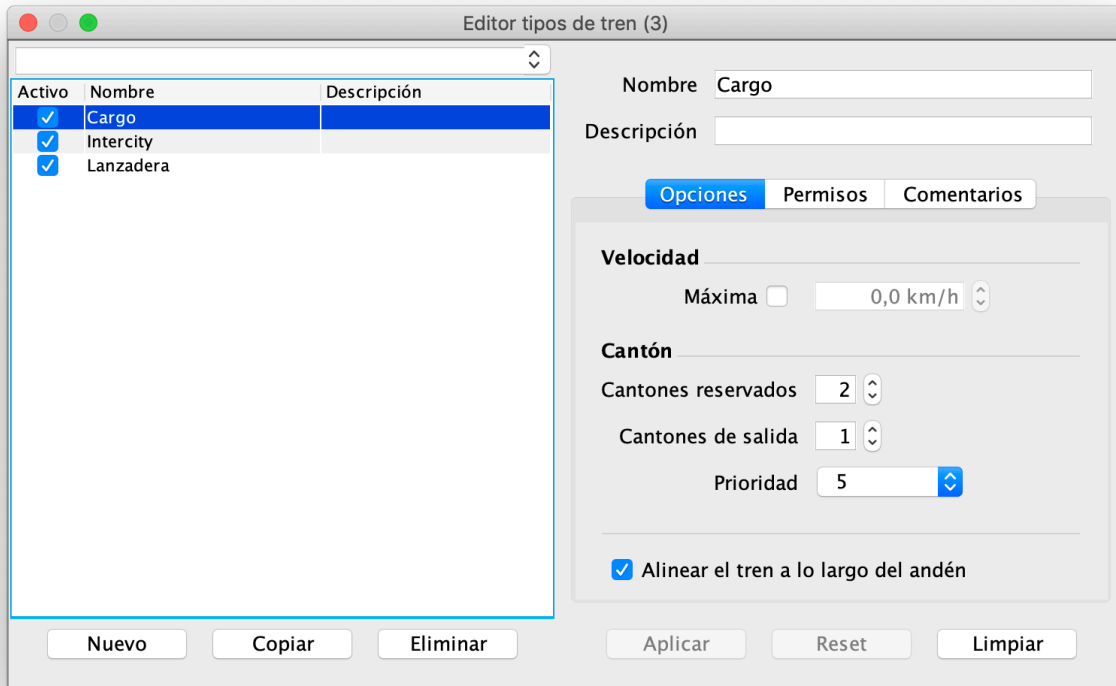 Editor tipos de tren (3)
Activo Nombre Descripción
Cargo
Intercity
Lanzadera
Nuevo Copiar Eliminar
Nombre Cargo
Descripción
Opciones Permisos Comentarios
Velocidad
Máxima 0,0 km/h
Cantón
Cantones reservados 2
Cantones de salida 1
Prioridad 5
Alinear el tren a lo largo del andén
Aplicar Reset Limpiar